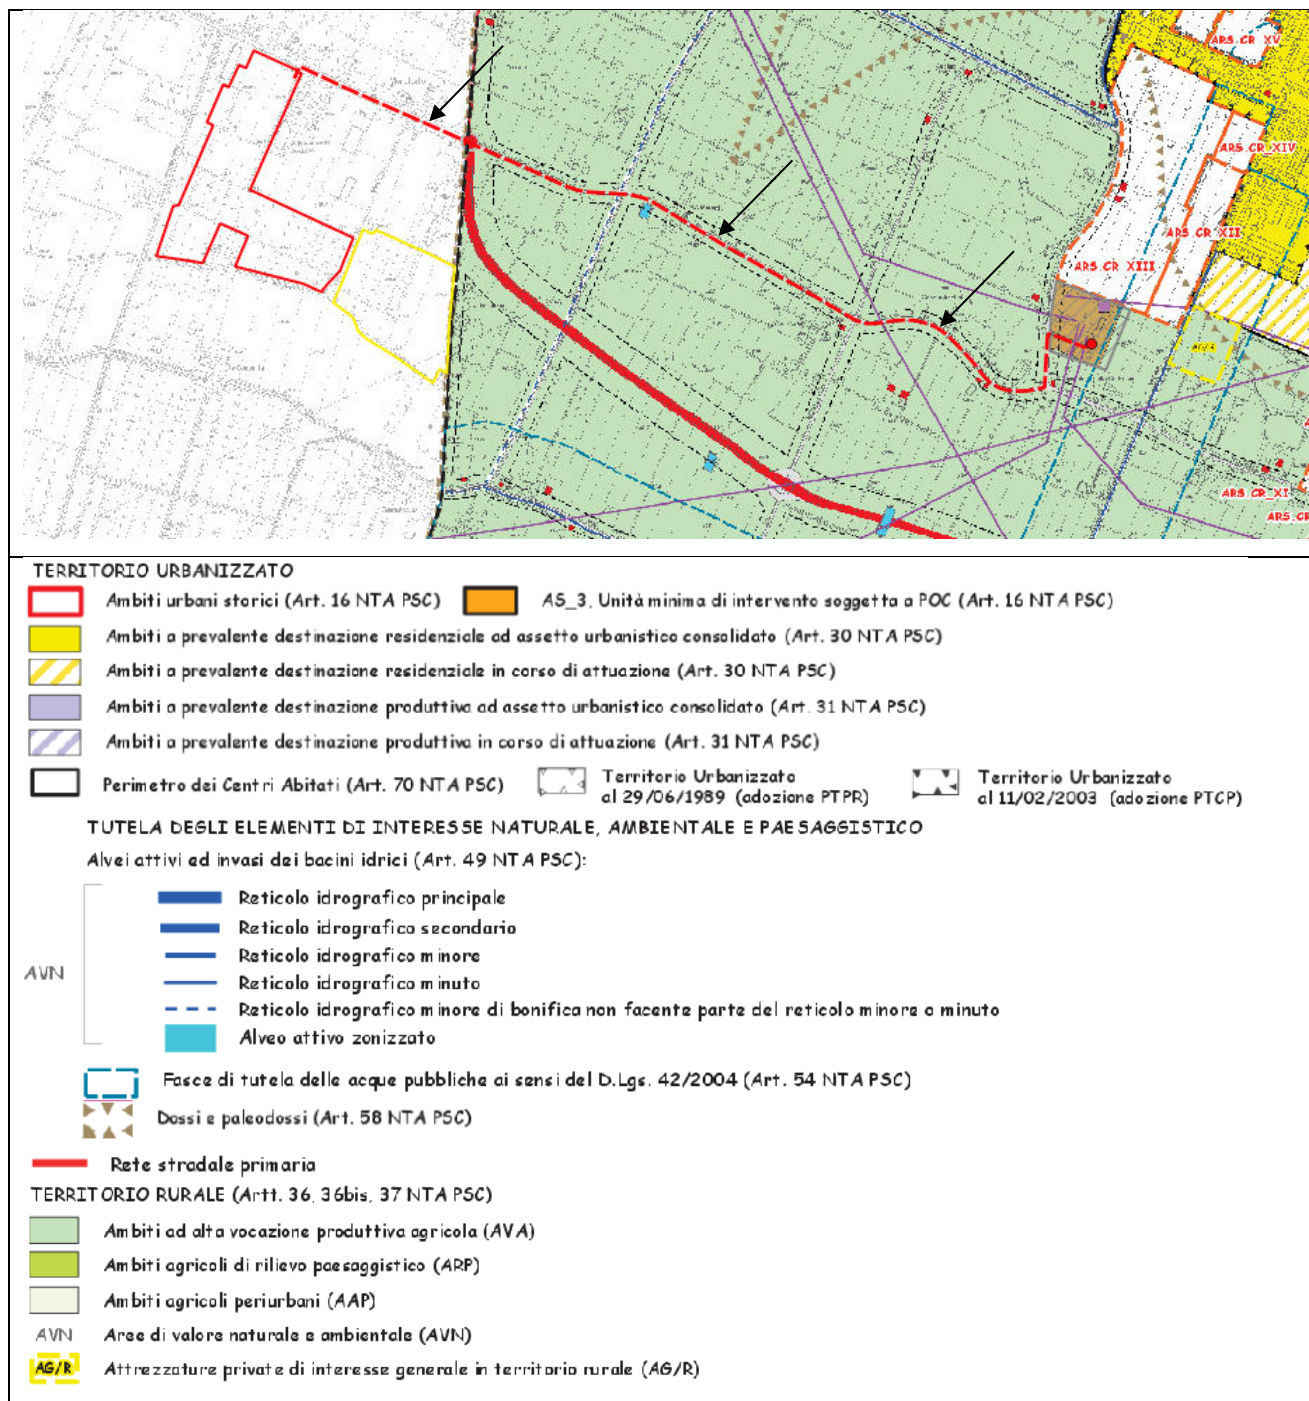 ARS.CR_XV
ARS.CR_XIV
ARS.CR_XII
ARS.CR_XIII
AG/R
ARS.CR_XI
TERRITORIO URBANIZZATO
Ambiti urbani storici (Art. 16 NTA PSC)
AS_3, Unità minima di intervento soggetta a POC (Art. 16 NTA PSC)
Ambiti a prevalente destinazione residenziale ad assetto urbanistico consolidato (Art. 30 NTA PSC)
Ambiti a prevalente destinazione residenziale in corso di attuazione (Art. 30 NTA PSC)
Ambiti a prevalente destinazione produttiva ad assetto urbanistico consolidato (Art. 31 NTA PSC)
Ambiti a prevalente destinazione produttiva in corso di attuazione (Art. 31 NTA PSC)
Perimetro dei Centri Abitati (Art. 70 NTA PSC)
Territorio Urbanizzato
al 29/06/1989 (adozione PTPR)
Territorio Urbanizzato
al 11/02/2003 (adozione PTCP)
TUTELA DEGLI ELEMENTI DI INTERESSE NATURALE, AMBIENTALE E PAESAGGISTICO
Alvei attivi ed invasi dei bacini idrici (Art. 49 NTA PSC):
Reticolo idrografico principale
Reticolo idrografico secondario
Reticolo idrografico minore
AVN
Reticolo idrografico minuto
Reticolo idrografico minore di bonifica non facente parte del reticolo minore o minuto
Alveo attivo zonizzato
Fasce di tutela delle acque pubbliche ai sensi del D.Lgs. 42/2004 (Art. 54 NTA PSC)
Dossi e paleodossi (Art. 58 NTA PSC)
Rete stradale primaria
TERRITORIO RURALE (Artt. 36, 36bis, 37 NTA PSC)
Ambiti ad alta vocazione produttiva agricola (AVA)
Ambiti agricoli di rilievo paesaggistico (ARP)
Ambiti agricoli periurbani (AAP)
AVN Aree di valore naturale e ambientale (AVN)
AG/R Attrezzature private di interesse generale in territorio rurale (AG/R)